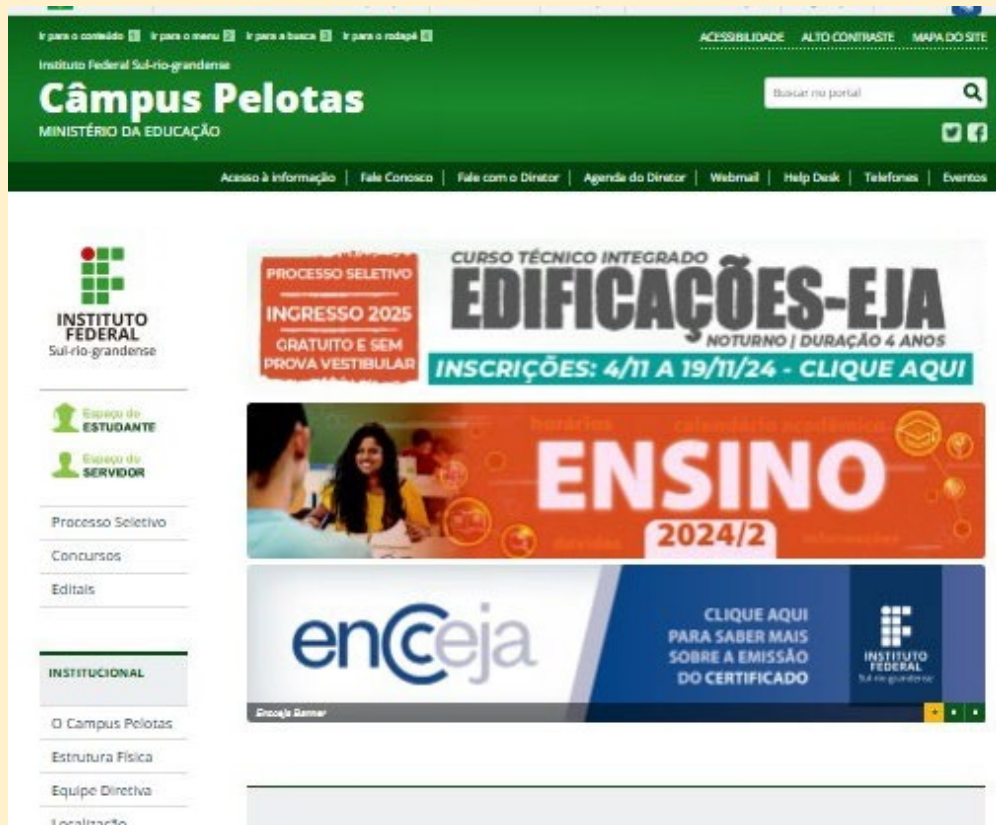 Ir para o conteúdo 1 Ir para o menu 2 Ir para a busca 3 Ir para o rodapé 4
ACESSIBILIDADE ALTO CONTRASTE MAPA DO SITE
Instituto Federal Sul-rio-grandense
Câmpus Pelotas
MINISTÉRIO DA EDUCAÇÃO
Buscar no portal
Acesso à informação | Fale Conosco | Fale com o Diretor | Agenda do Diretor | Webmail | Help Desk | Telefones | Eventos
INSTITUTO
FEDERAL
Sul-rio-grandense
Espaço do
ESTUDANTE
Espaço do
SERVIDOR
Processo Seletivo
Concursos
Editais
INSTITUCIONAL
O Campus Pelotas
Estrutura Física
Equipe Diretiva
Localização
PROCESSO SELETIVO
INGRESSO 2025
GRATUITO E SEM
PROVA VESTIBULAR
CURSO TÉCNICO INTEGRADO
EDIFICAÇÕES-EJA
NOTURNO | DURAÇÃO 4 ANOS
INSCRIÇÕES: 4/11 A 19/11/24 - CLIQUE AQUI
horários calendário acadêmico
ENSINO
2024/2
dúvidas informações
encceja
CLIQUE AQUI
PARA SABER MAIS
SOBRE A EMISSÃO
DO CERTIFICADO
INSTITUTO
FEDERAL
Sul-rio-grandense
Encceja Banner